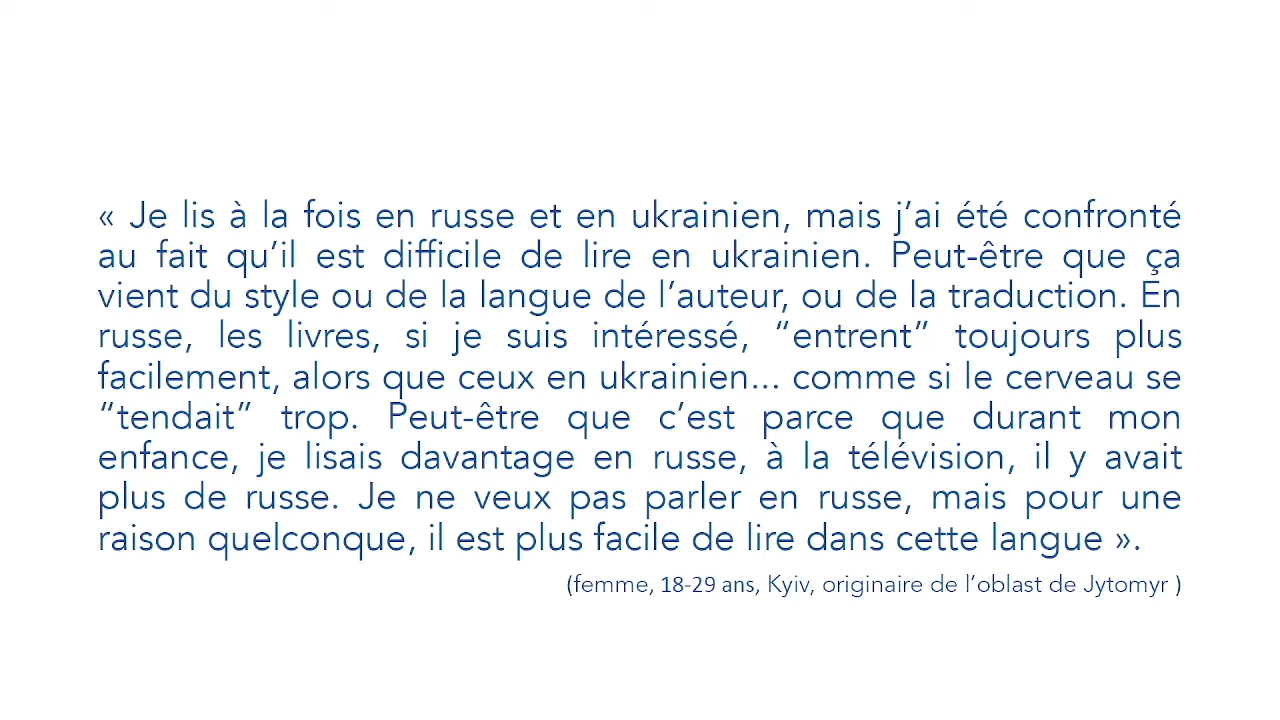 « Je lis à la fois en russe et en ukrainien, mais j’ai été confronté
au fait qu’il est difficile de lire en ukrainien. Peut-être que ça
vient du style ou de la langue de l’auteur, ou de la traduction. En
russe, les livres, si je suis intéressé, “entrent” toujours plus
facilement, alors que ceux en ukrainien... comme si le cerveau se
“tendait” trop. Peut-être que c’est parce que durant mon
enfance, je lisais davantage en russe, à la télévision, il y avait
plus de russe. Je ne veux pas parler en russe, mais pour une
raison quelconque, il est plus facile de lire dans cette langue ».
(femme, 18-29 ans, Kyiv, originaire de l’oblast de Jytomyr )